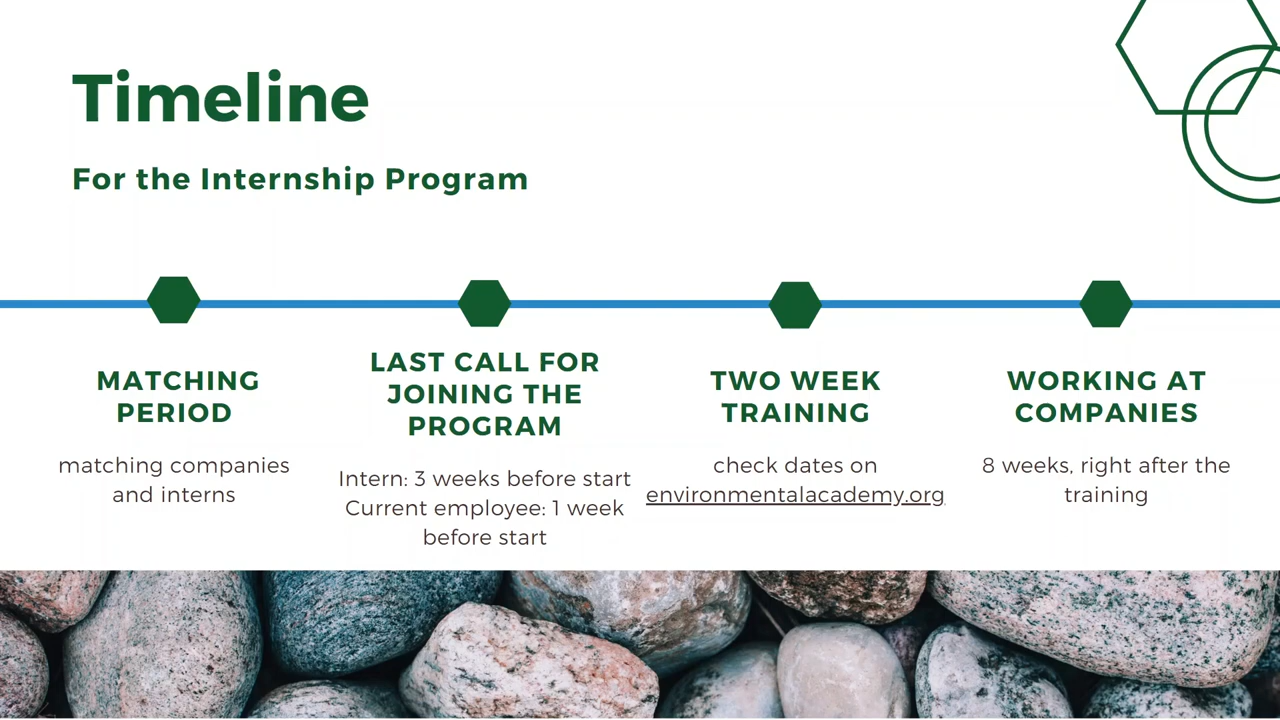 Timeline
For the Internship Program
MATCHING
PERIOD
matching companies
and interns
LAST CALL FOR
JOINING THE
PROGRAM
Intern: 3 weeks before start
Current employee: 1 week
before start
TWO WEEK
TRAINING
check dates on
environmentalacademy.org
WORKING AT
COMPANIES
8 weeks, right after the
training